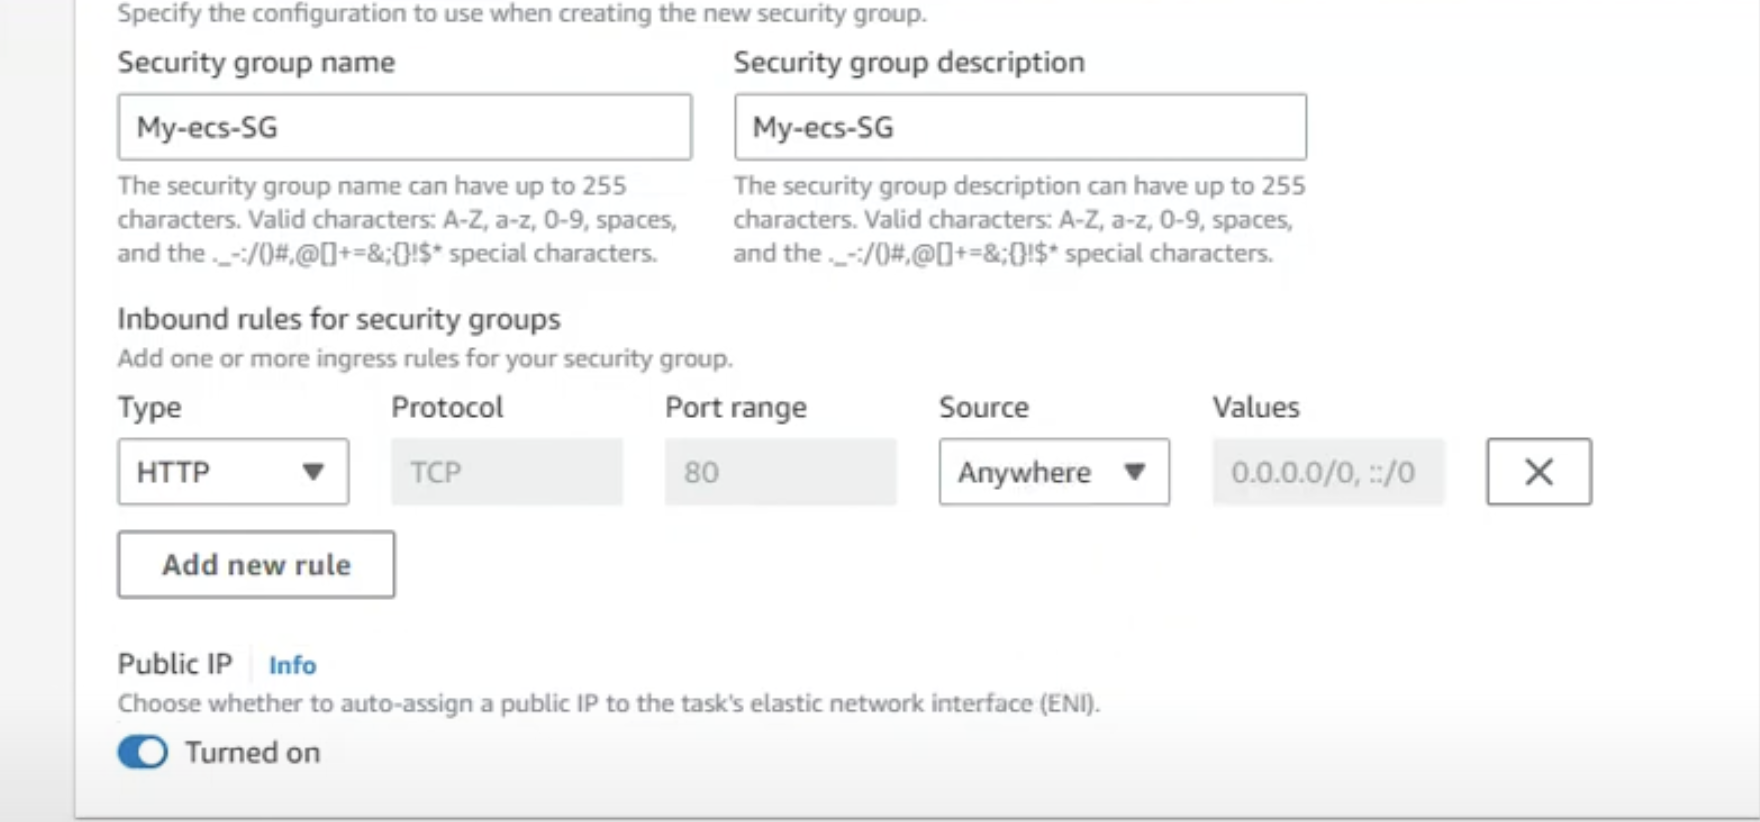 Specify the configuration to use when creating the new security group.
Security group name
Security group description
My-ecs-SG
My-ecs-SG
The security group name can have up to 255
characters. Valid characters: A-Z, a-z, 0-9, spaces,
and the ._-:/()#,@[]+=&;{}!$* special characters.
The security group description can have up to 255
characters. Valid characters: A-Z, a-z, 0-9, spaces,
and the ._-:/()#,@[]+=&;{}!$* special characters.
Inbound rules for security groups
Add one or more ingress rules for your security group.
Type Protocol Port range Source Values
HTTP TCP 80 Anywhere 0.0.0.0/0, ::/0
Add new rule
Public IP Info
Choose whether to auto-assign a public IP to the task's elastic network interface (ENI).
Turned on